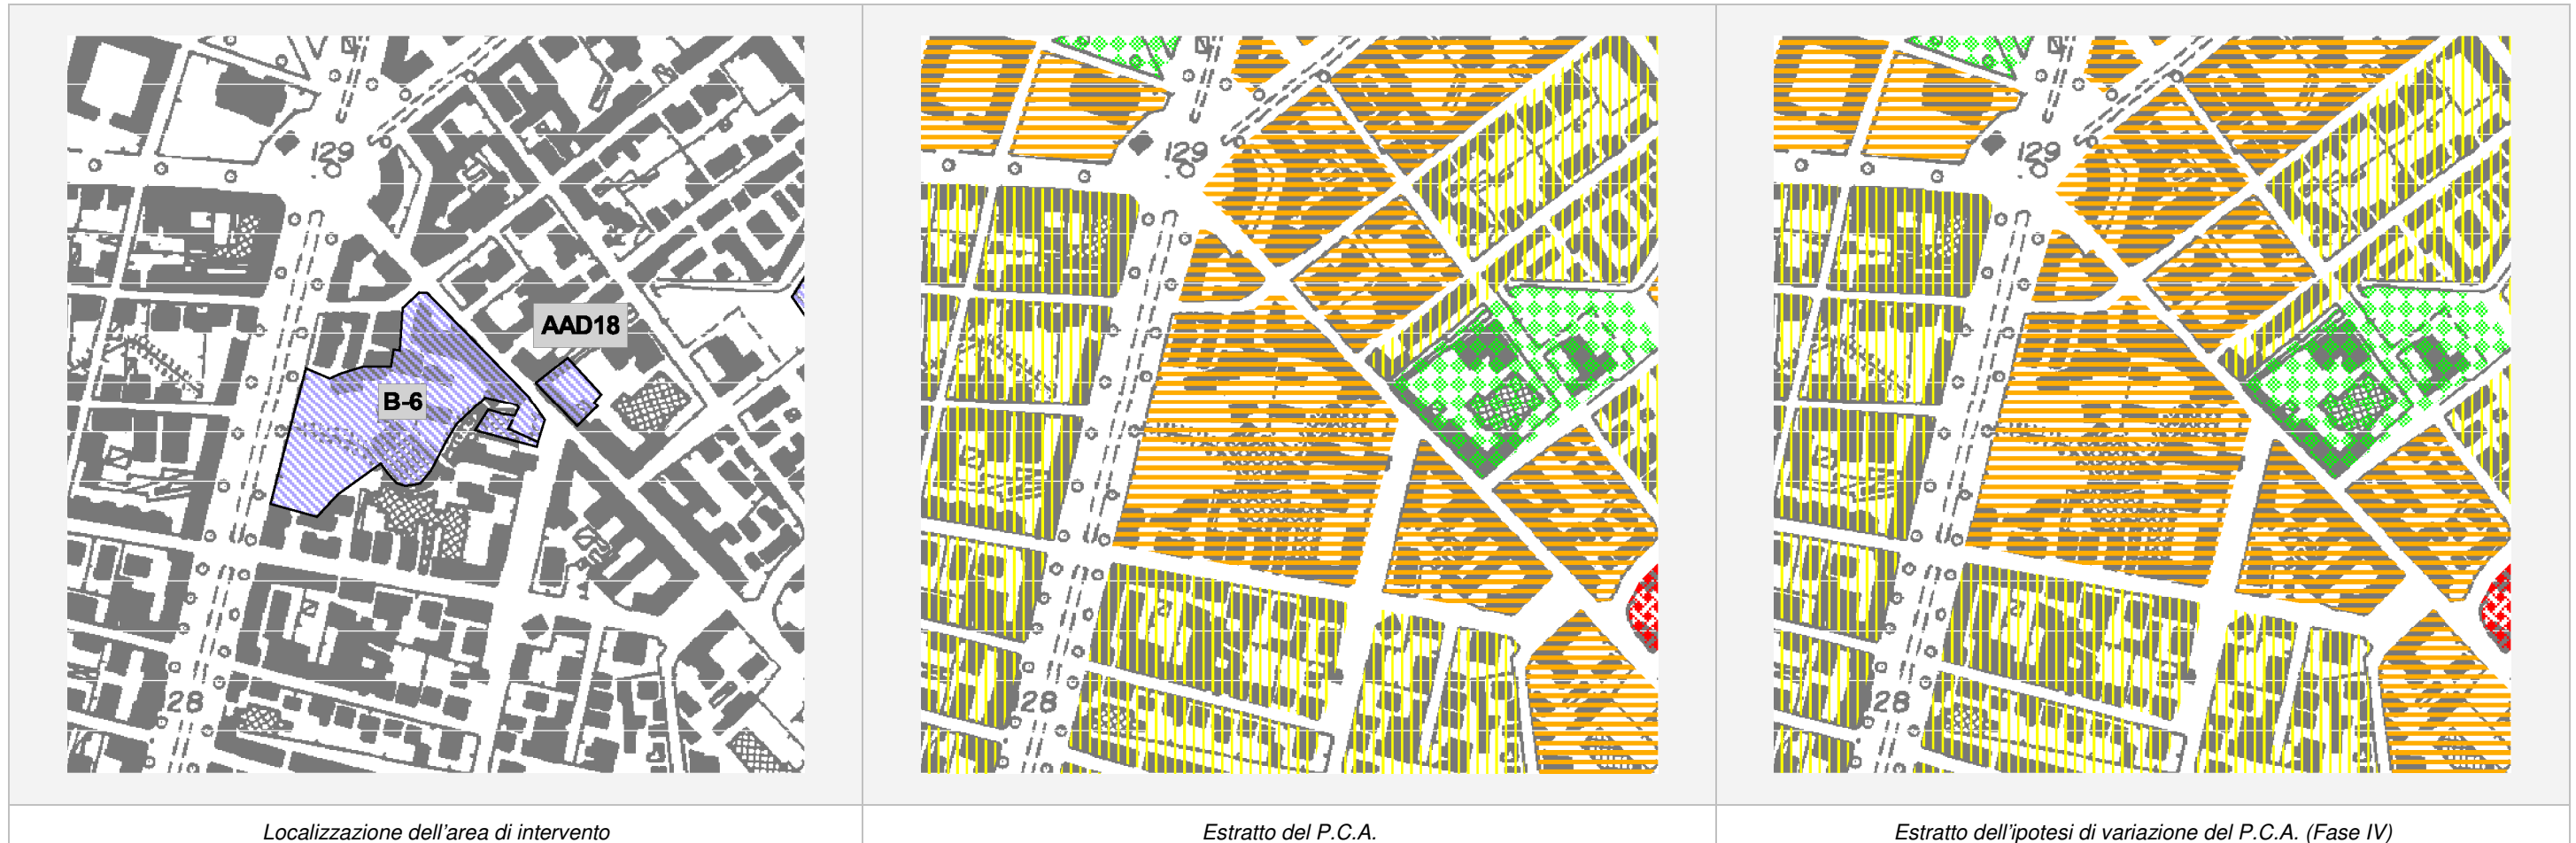 129
AAD18
B-6
28
129
28
129
28
Localizzazione dell'area di intervento
Estratto del P.C.A.
Estratto dell'ipotesi di variazione del P.C.A. (Fase IV)